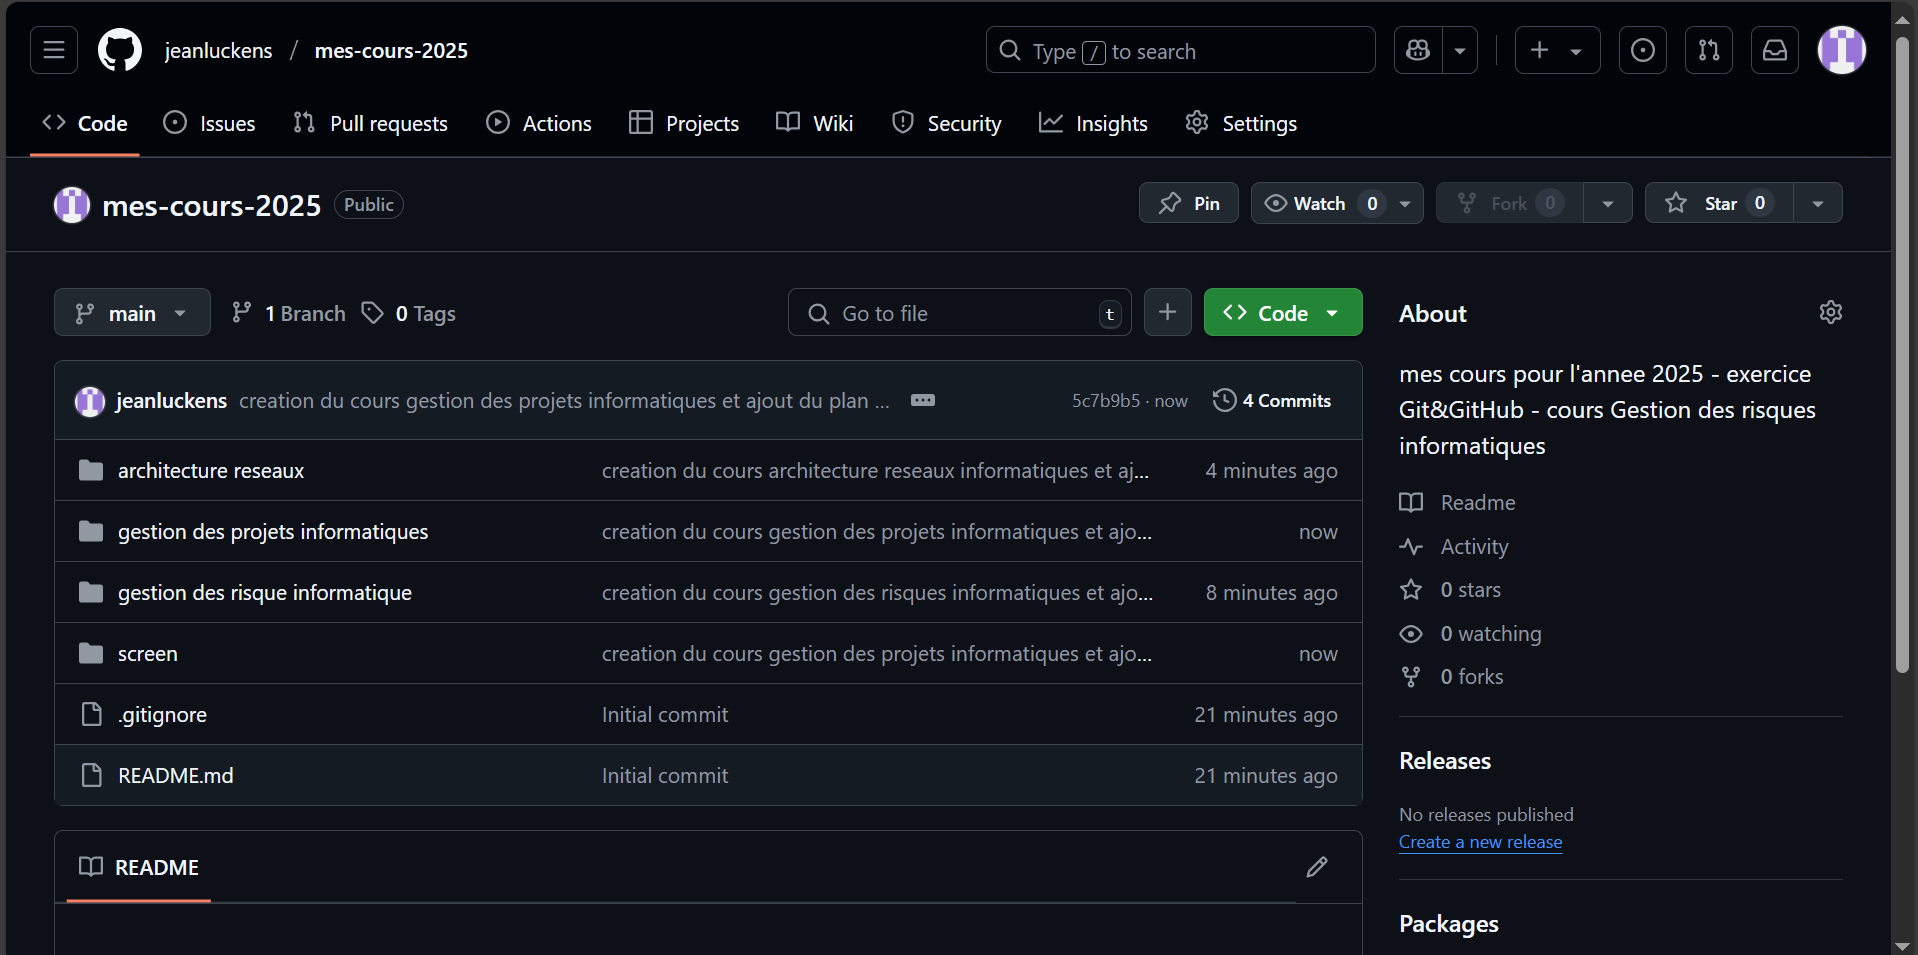 jeanluckens / mes-cours-2025
Type / to search
Code Issues Pull requests Actions Projects Wiki Security Insights Settings
mes-cours-2025 Public
Pin Watch 0 Fork 0 Star 0
main 1 Branch 0 Tags
Go to file t
Code
jeanluckens creation du cours gestion des projets informatiques et ajout du plan ... 5c7b9b5 · now 4 Commits
architecture reseaux creation du cours architecture reseaux informatiques et aj... 4 minutes ago
gestion des projets informatiques creation du cours gestion des projets informatiques et ajo... now
gestion des risque informatique creation du cours gestion des risques informatiques et ajo... 8 minutes ago
screen creation du cours gestion des projets informatiques et ajo... now
.gitignore Initial commit 21 minutes ago
README.md Initial commit 21 minutes ago
README
About
mes cours pour l'annee 2025 - exercice
Git&GitHub - cours Gestion des risques
informatiques
Readme
Activity
0 stars
0 watching
0 forks
Releases
No releases published
Create a new release
Packages